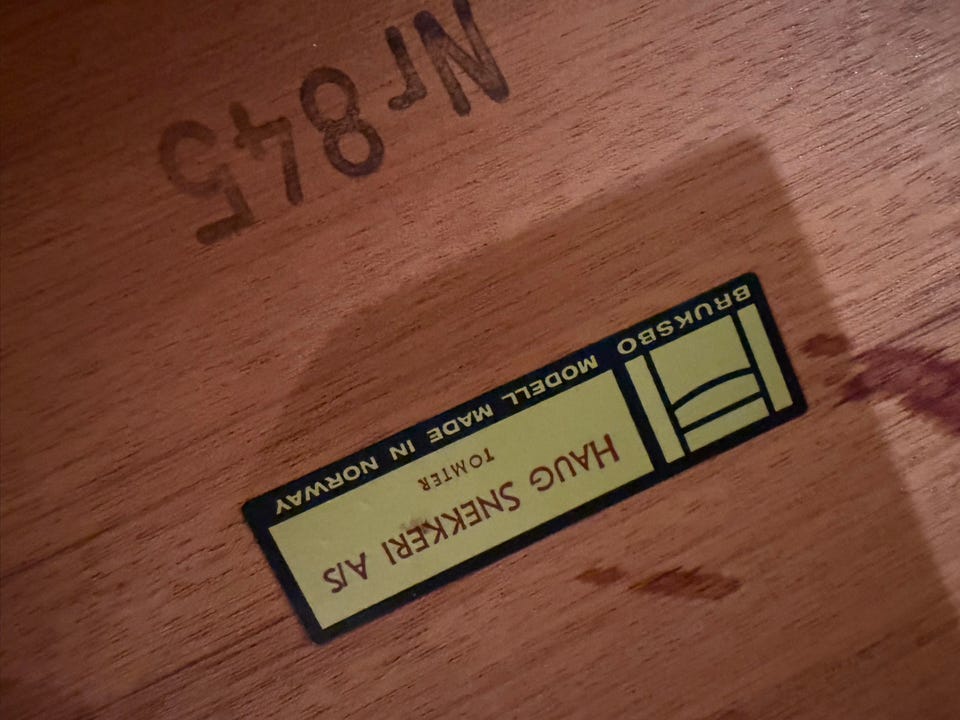 HAUG SNEKKERI A/S
TOMTER
BRUKSBO MODELL MADE IN NORWAY
Nr 845